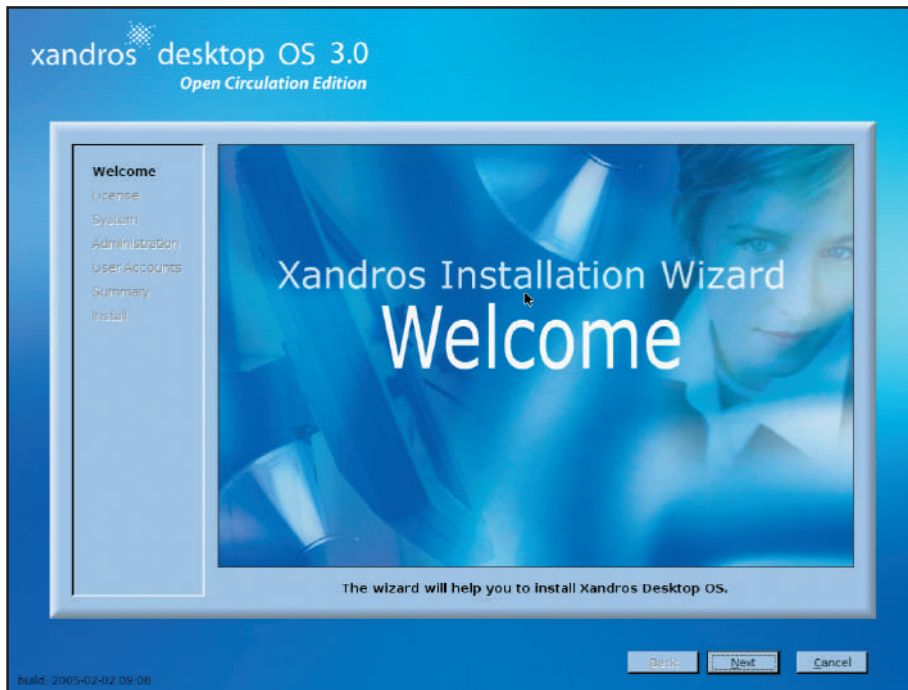 xandros desktop OS 3.0
Open Circulation Edition
Welcome
License
System
Administration
User Accounts
Summary
Install
Xandros Installation Wizard
Welcome
The wizard will help you to install Xandros Desktop OS.
Back
Next
Cancel
build: 2005-02-02 09:08